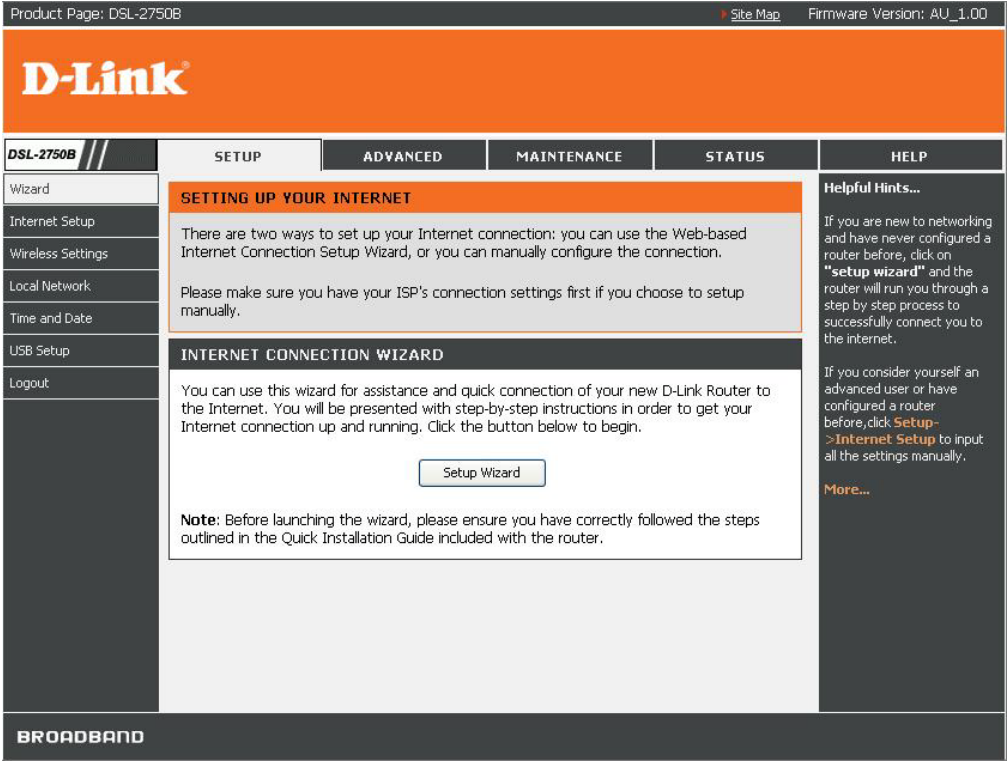 Product Page: DSL-2750B
Site Map
Firmware Version: AU_1.00
D-Link®
DSL-2750B
SETUP
ADVANCED
MAINTENANCE
STATUS
HELP
Wizard
Internet Setup
Wireless Settings
Local Network
Time and Date
USB Setup
Logout
SETTING UP YOUR INTERNET
There are two ways to set up your Internet connection: you can use the Web-based
Internet Connection Setup Wizard, or you can manually configure the connection.
Please make sure you have your ISP's connection settings first if you choose to setup
manually.
INTERNET CONNECTION WIZARD
You can use this wizard for assistance and quick connection of your new D-Link Router to
the Internet. You will be presented with step-by-step instructions in order to get your
Internet connection up and running. Click the button below to begin.
Setup Wizard
Note: Before launching the wizard, please ensure you have correctly followed the steps
outlined in the Quick Installation Guide included with the router.
Helpful Hints...
If you are new to networking
and have never configured a
router before, click on
"setup wizard" and the
router will run you through a
step by step process to
successfully connect you to
the internet.
If you consider yourself an
advanced user or have
configured a router
before,click Setup-
>Internet Setup to input
all the settings manually.
More...
BROADBAND